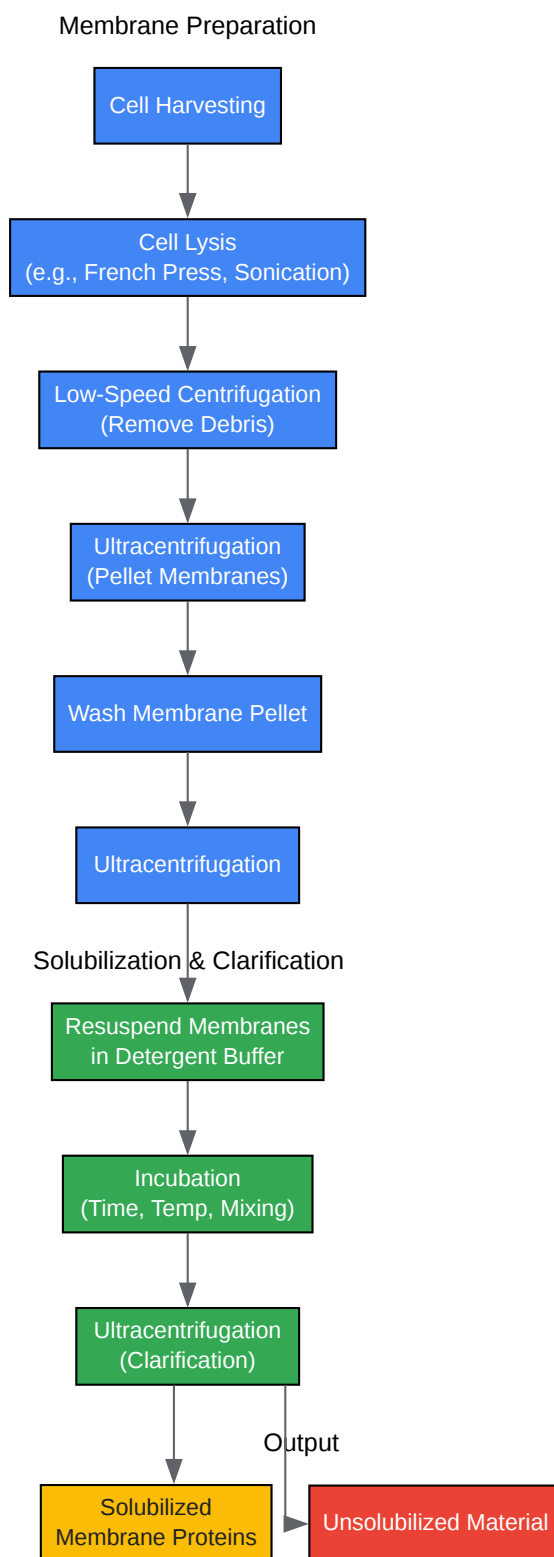 Membrane Preparation
Cell Harvesting
Cell Lysis
(e.g., French Press, Sonication)
Low-Speed Centrifugation
(Remove Debris)
Ultracentrifugation
(Pellet Membranes)
Wash Membrane Pellet
Ultracentrifugation
Solubilization & Clarification
Resuspend Membranes
in Detergent Buffer
Incubation
(Time, Temp, Mixing)
Ultracentrifugation
(Clarification)
Output
Solubilized
Membrane Proteins
Unsolubilized Material